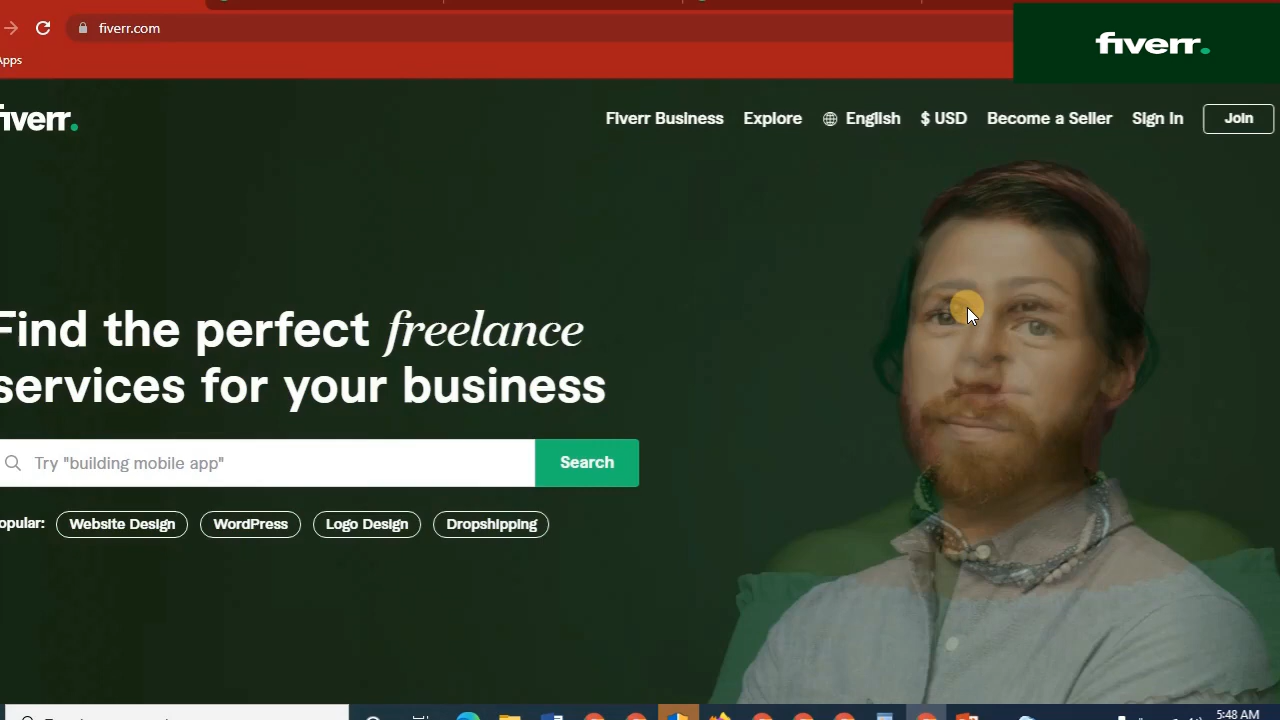 fiverr.com
fiverr.
Apps
fiverr.
Fiverr Business Explore English $ USD Become a Seller Sign In Join
Find the perfect freelance
services for your business
Try "building mobile app" Search
opular: Website Design WordPress Logo Design Dropshipping
5:48 AM